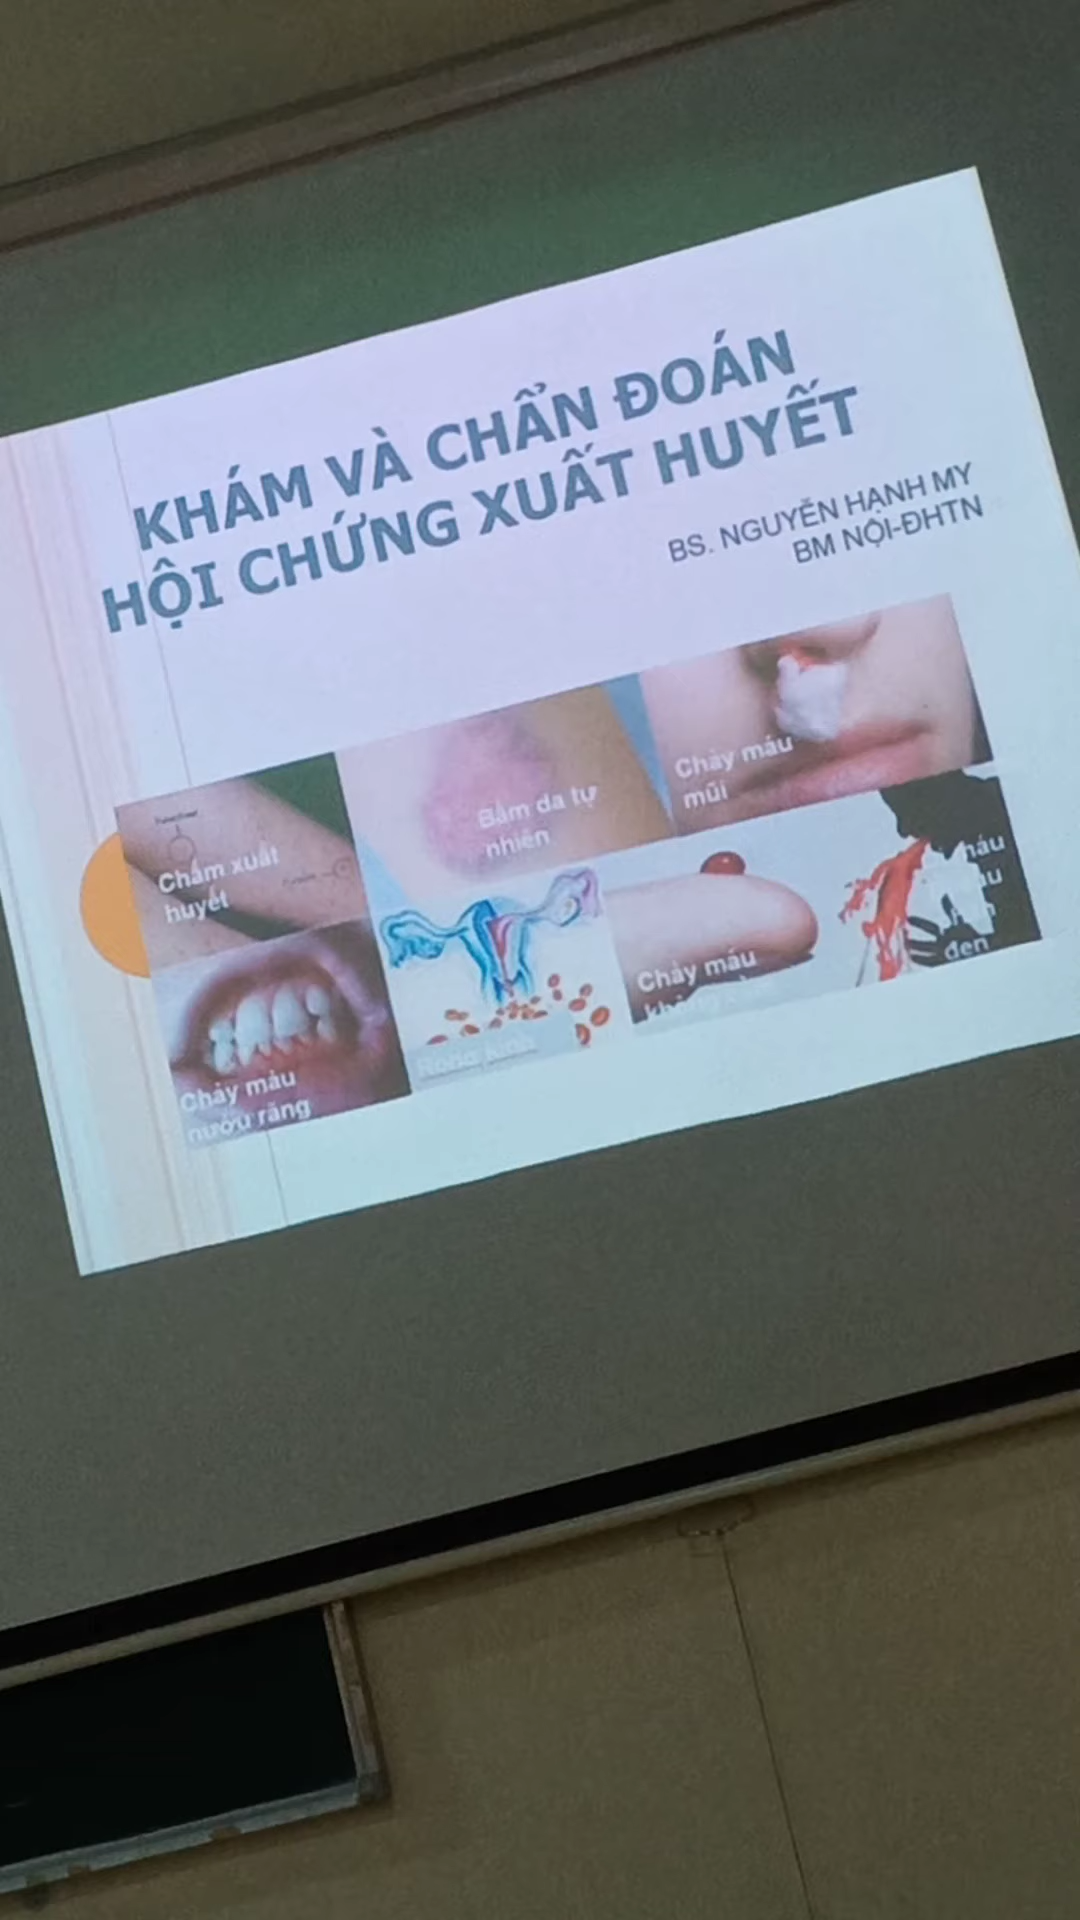 KHÁM VÀ CHẨN ĐOÁN
HỘI CHỨNG XUẤT HUYẾT
BS. NGUYỄN HẠNH MY
BM NỘI-ĐHTN
Chấm xuất
huyết
Bầm da tự
nhiên
Chảy máu
mũi
Chảy máu
nướu răng
Chảy máu
đen